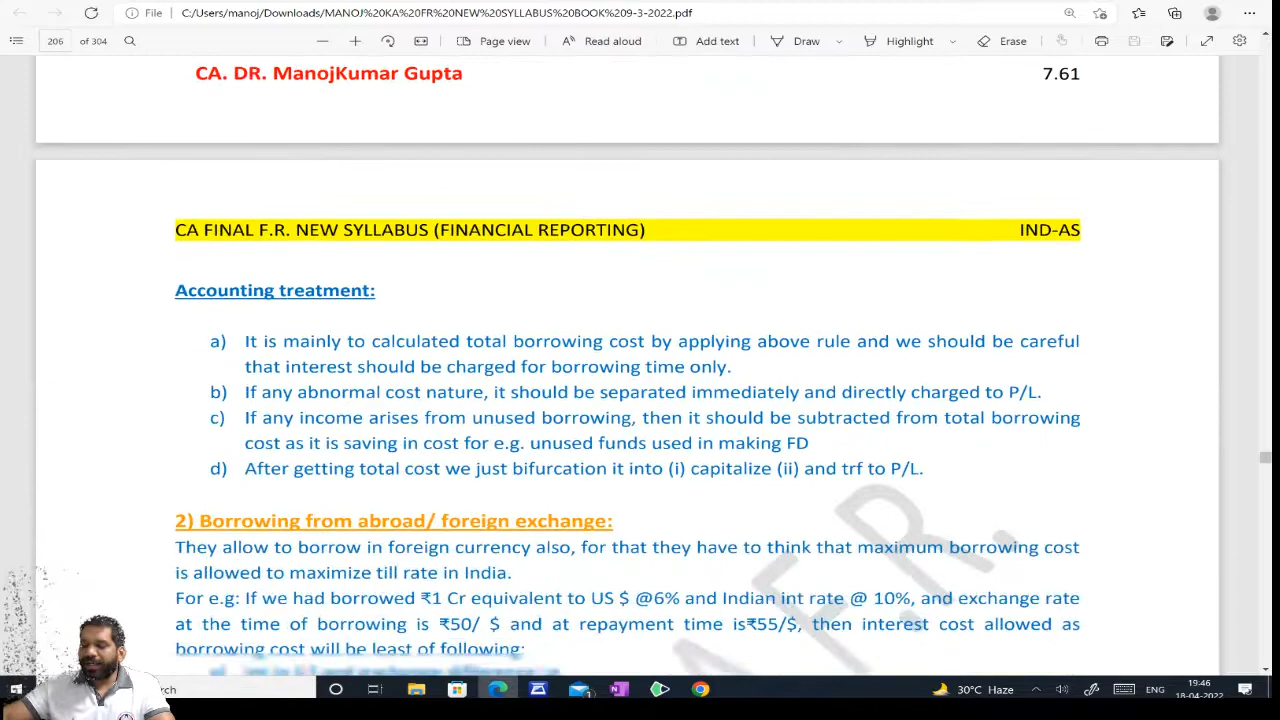 File
C:/Users/manoj/Downloads/MANOJ%20KA%20FR%20NEW%20SYLLABUS%20BOOK%209-3-2022.pdf
206 of 304
Page view
Read aloud
Add text
Draw
Highlight
Erase
CA. DR. ManojKumar Gupta 7.61
CA FINAL F.R. NEW SYLLABUS (FINANCIAL REPORTING) IND-AS
Accounting treatment:
a) It is mainly to calculated total borrowing cost by applying above rule and we should be careful
that interest should be charged for borrowing time only.
b) If any abnormal cost nature, it should be separated immediately and directly charged to P/L.
c) If any income arises from unused borrowing, then it should be subtracted from total borrowing
cost as it is saving in cost for e.g. unused funds used in making FD
d) After getting total cost we just bifurcation it into (i) capitalize (ii) and trf to P/L.
2) Borrowing from abroad/ foreign exchange:
They allow to borrow in foreign currency also, for that they have to think that maximum borrowing cost
is allowed to maximize till rate in India.
For e.g: If we had borrowed ₹1 Cr equivalent to US $ @6% and Indian int rate @ 10%, and exchange rate
at the time of borrowing is ₹50/ $ and at repayment time is₹55/$, then interest cost allowed as
borrowing cost will be least of following:
F.R.
30°C Haze
ENG
19:46
18-04-2022